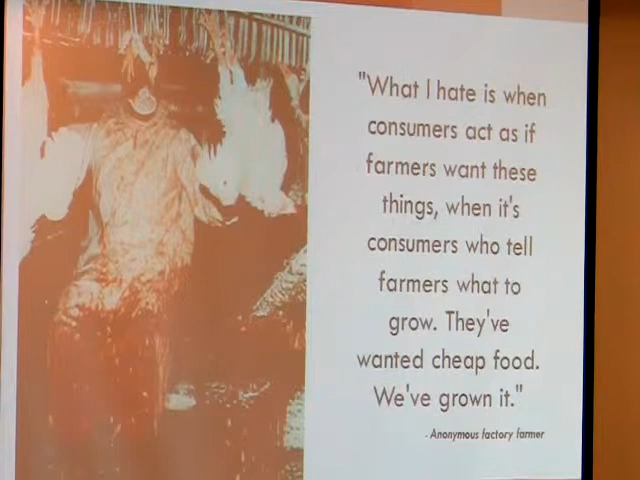 "What I hate is when
consumers act as if
farmers want these
things, when it's
consumers who tell
farmers what to
grow. They've
wanted cheap food.
We've grown it."
- Anonymous factory farmer